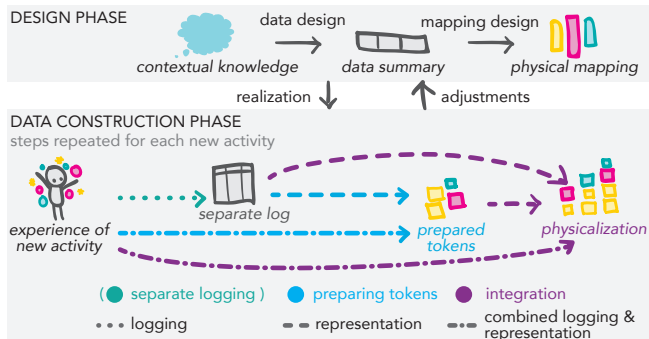 DESIGN PHASE
data design
mapping design
contextual knowledge
data summary
physical mapping
realization
adjustments
DATA CONSTRUCTION PHASE
steps repeated for each new activity
separate log
experience of
new activity
prepared
tokens
physicalization
( separate logging )
preparing tokens
integration
logging
representation
combined logging &
representation